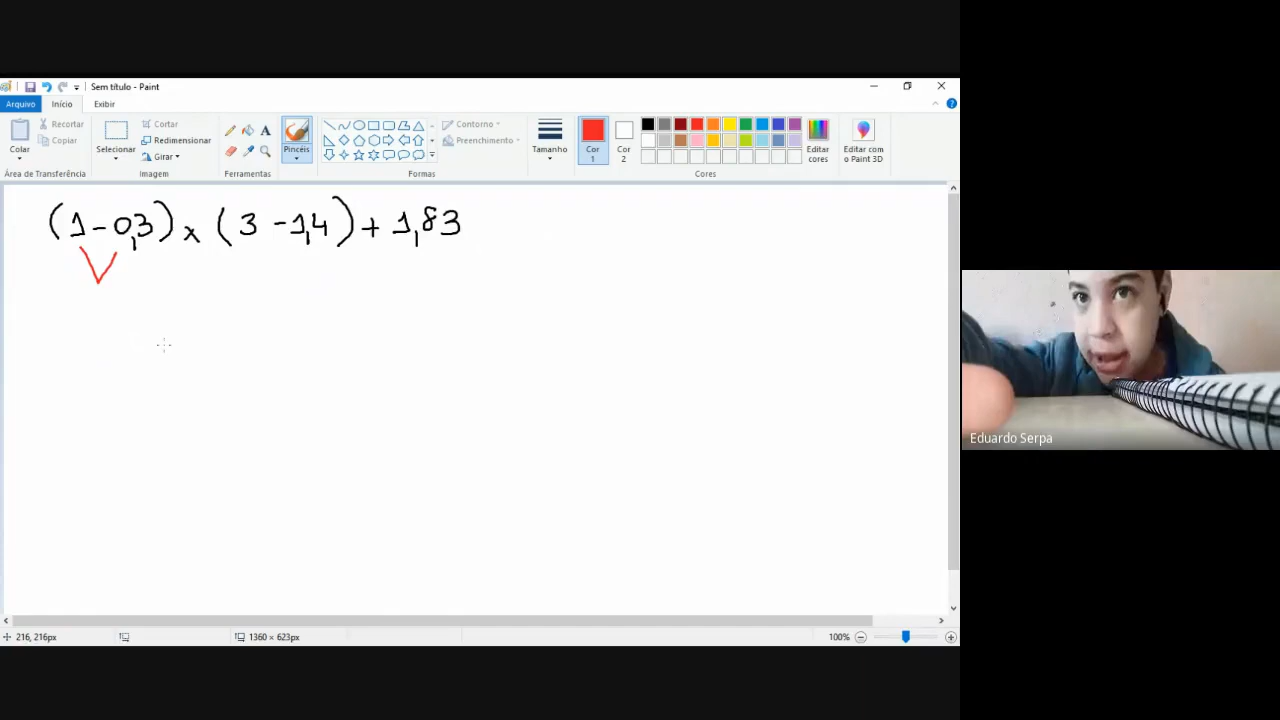 Sem título - Paint
Arquivo Início Exibir
Colar
Recortar
Copiar
Área de Transferência
Selecionar
Cortar
Redimensionar
Girar
Imagem
A
Ferramentas
Pincéis
Contorno
Preenchimento
Formas
Tamanho
Cor 1
Cor 2
Editar cores
Editar com o Paint 3D
Cores
(1 - 0,3) x (3 - 1,4) + 1,83
Eduardo Serpa
216, 216px
1360 × 623px
100%